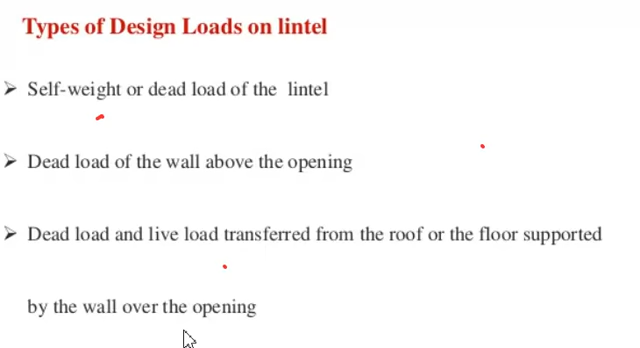 Types of Design Loads on lintel
➢ Self-weight or dead load of the lintel
➢ Dead load of the wall above the opening
➢ Dead load and live load transferred from the roof or the floor supported
by the wall over the opening